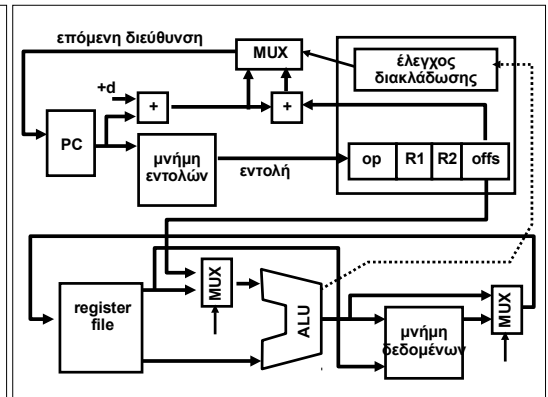 επόμενη διεύθυνση
MUX
έλεγχος
διακλάδωσης
+d
+
+
PC
μνήμη
εντολών
εντολή
op R1 R2 offs
MUX
register
file
ALU
μνήμη
δεδομένων
MUX